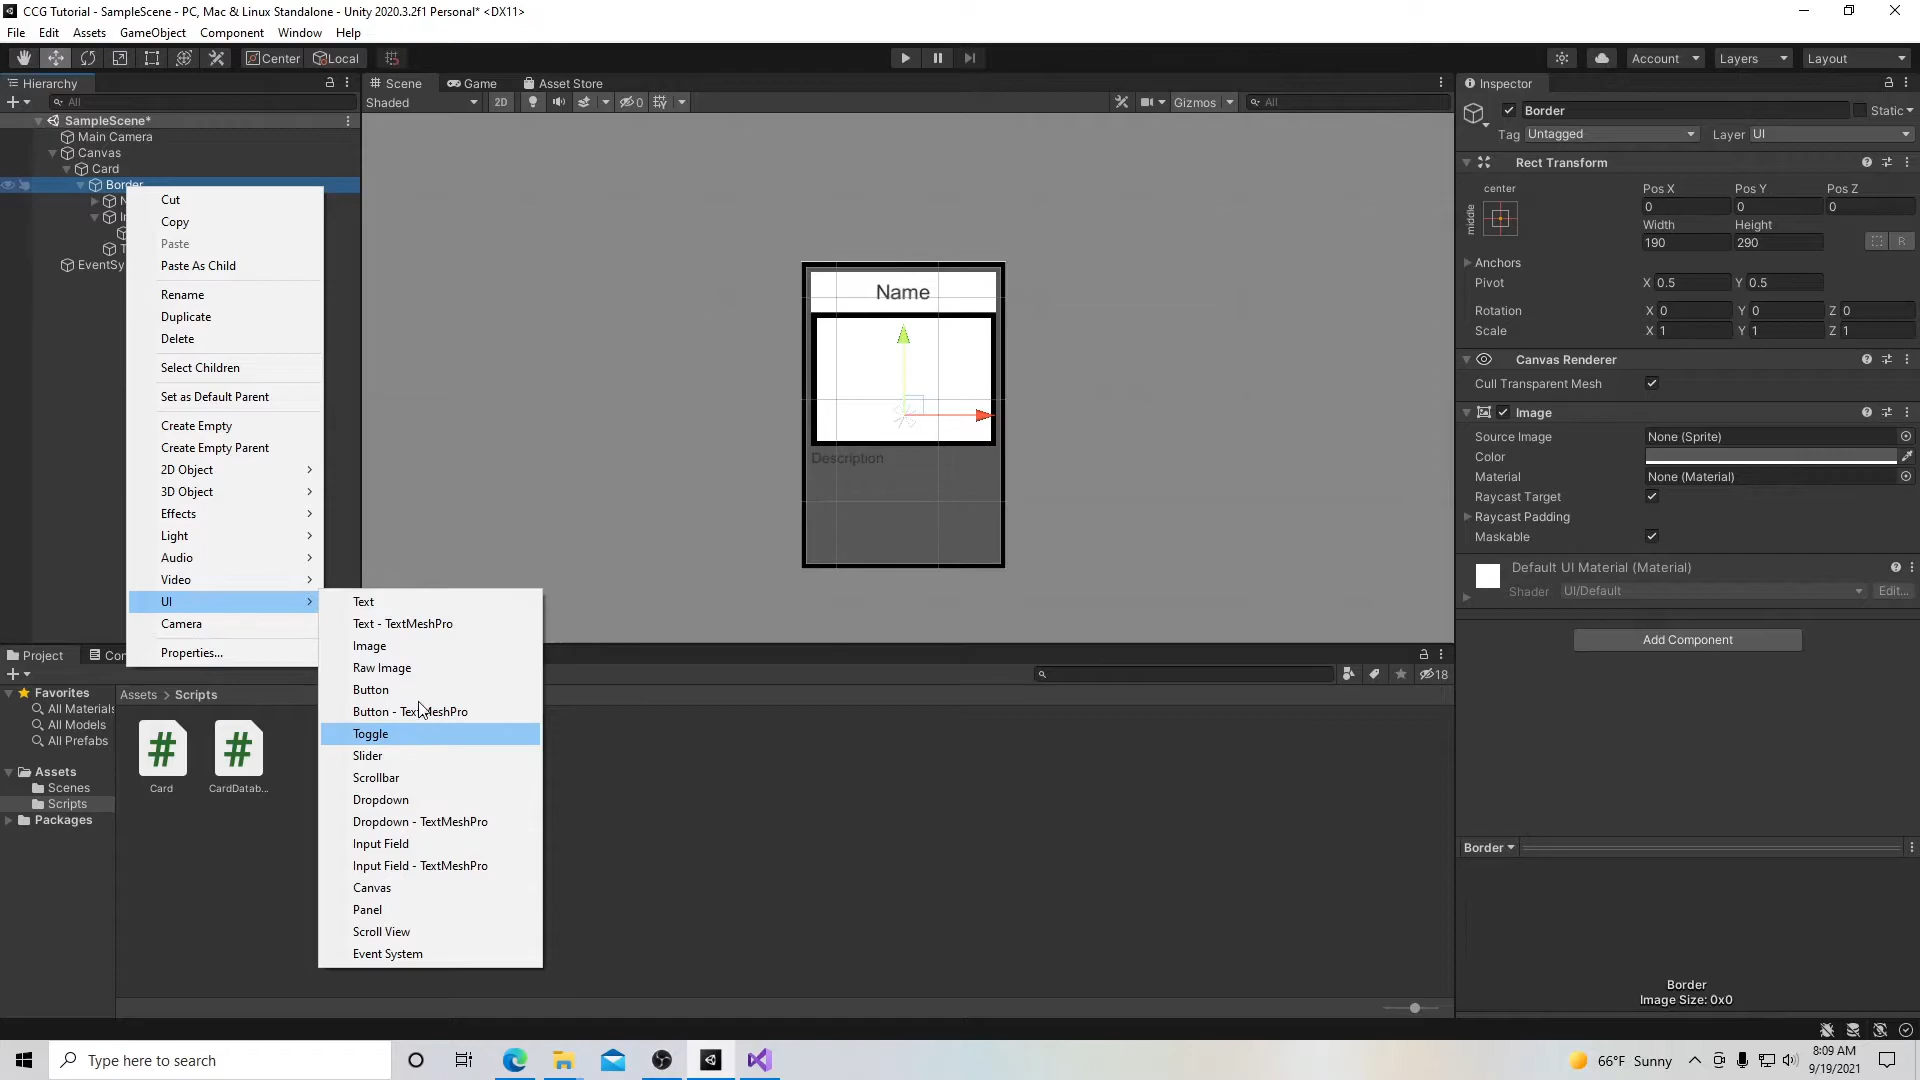 CCG Tutorial - SampleScene - PC, Mac & Linux Standalone - Unity 2020.3.2f1 Personal* <DX11>
File Edit Assets GameObject Component Window Help
Center Local Account Layers Layout
Hierarchy
All
SampleScene*
Main Camera
Canvas
Card
Border
EventSy
Cut
Copy
Paste
Paste As Child
Rename
Duplicate
Delete
Select Children
Set as Default Parent
Create Empty
Create Empty Parent
2D Object
3D Object
Effects
Light
Audio
Video
UI
Camera
Properties...
Text
Text - TextMeshPro
Image
Raw Image
Button
Button - TextMeshPro
Toggle
Slider
Scrollbar
Dropdown
Dropdown - TextMeshPro
Input Field
Input Field - TextMeshPro
Canvas
Panel
Scroll View
Event System
Scene Game Asset Store
Shaded 2D 0 Gizmos All
Name
Description
Inspector
Border Static
Tag Untagged Layer UI
Rect Transform
center
middle
Pos X Pos Y Pos Z
0 0 0
Width Height
190 290 R
Anchors
Pivot X 0.5 Y 0.5
Rotation X 0 Y 0 Z 0
Scale X 1 Y 1 Z 1
Canvas Renderer
Cull Transparent Mesh
Image
Source Image None (Sprite)
Color
Material None (Material)
Raycast Target
Raycast Padding
Maskable
Default UI Material (Material)
Shader UI/Default Edit...
Add Component
Border
Border
Image Size: 0x0
Project Con
18
Favorites
All Materials
All Models
All Prefabs
Assets
Scenes
Scripts
Packages
Assets > Scripts
Card CardDatab...
Type here to search
66°F Sunny
8:09 AM
9/19/2021